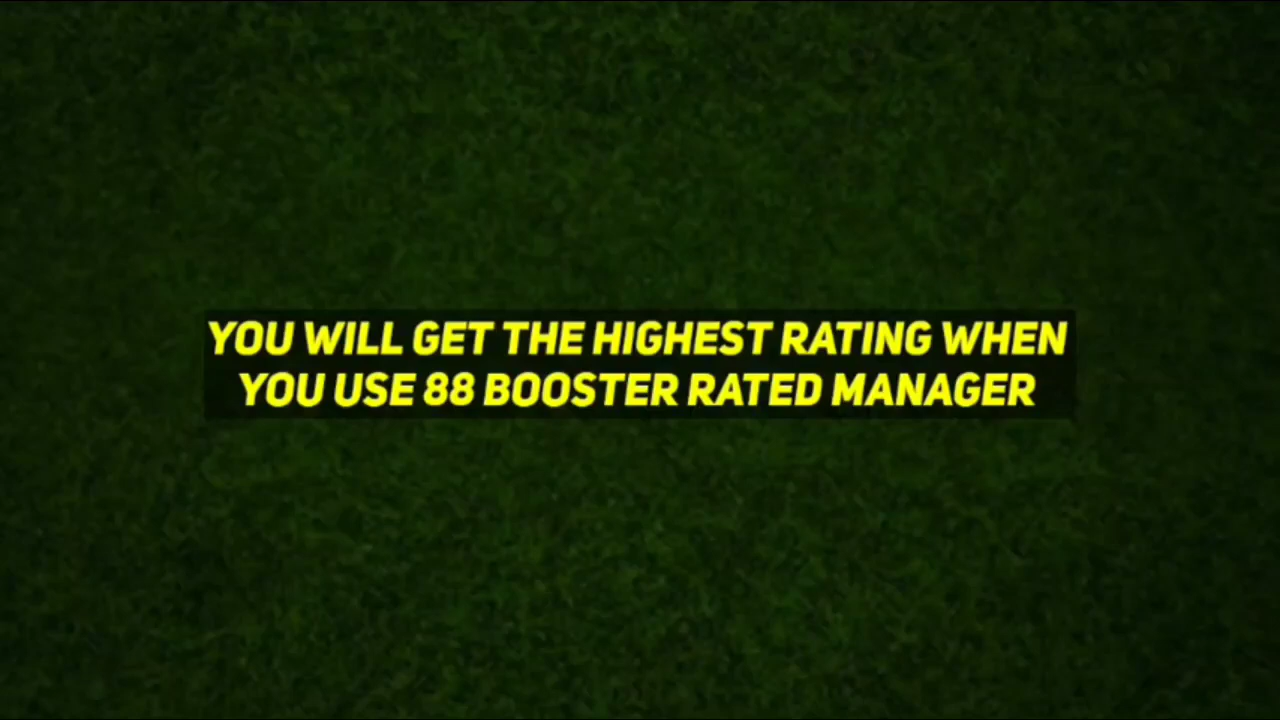 YOU WILL GET THE HIGHEST RATING WHEN
YOU USE 88 BOOSTER RATED MANAGER